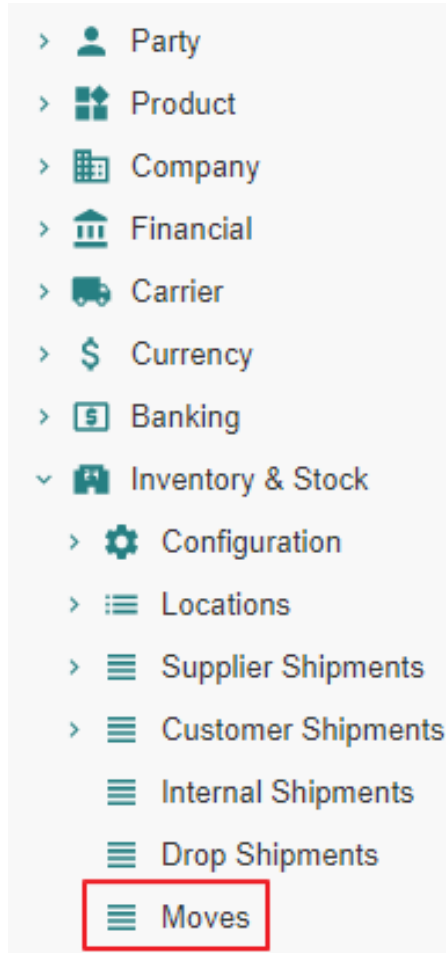 Party
Product
Company
Financial
Carrier
$ Currency
Banking
Inventory & Stock
Configuration
Locations
Supplier Shipments
Customer Shipments
Internal Shipments
Drop Shipments
Moves